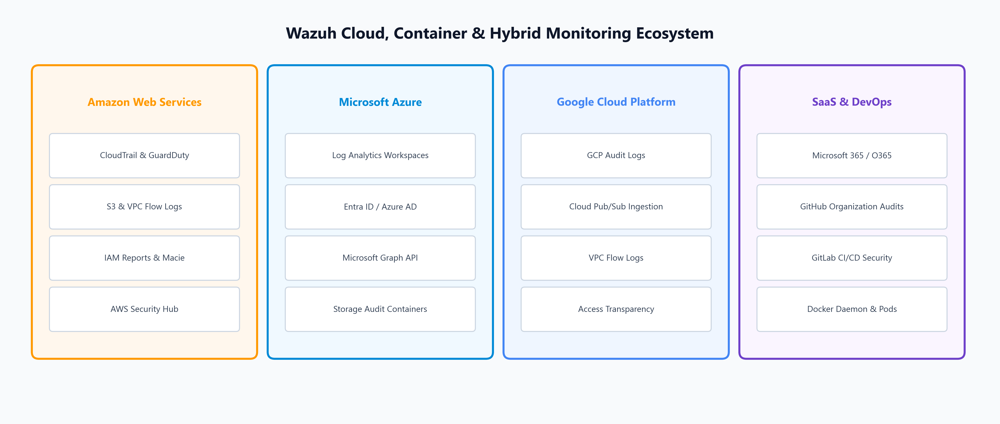 Wazuh Cloud, Container & Hybrid Monitoring Ecosystem
Amazon Web Services
CloudTrail & GuardDuty
S3 & VPC Flow Logs
IAM Reports & Macie
AWS Security Hub
Microsoft Azure
Log Analytics Workspaces
Entra ID / Azure AD
Microsoft Graph API
Storage Audit Containers
Google Cloud Platform
GCP Audit Logs
Cloud Pub/Sub Ingestion
VPC Flow Logs
Access Transparency
SaaS & DevOps
Microsoft 365 / O365
GitHub Organization Audits
GitLab CI/CD Security
Docker Daemon & Pods